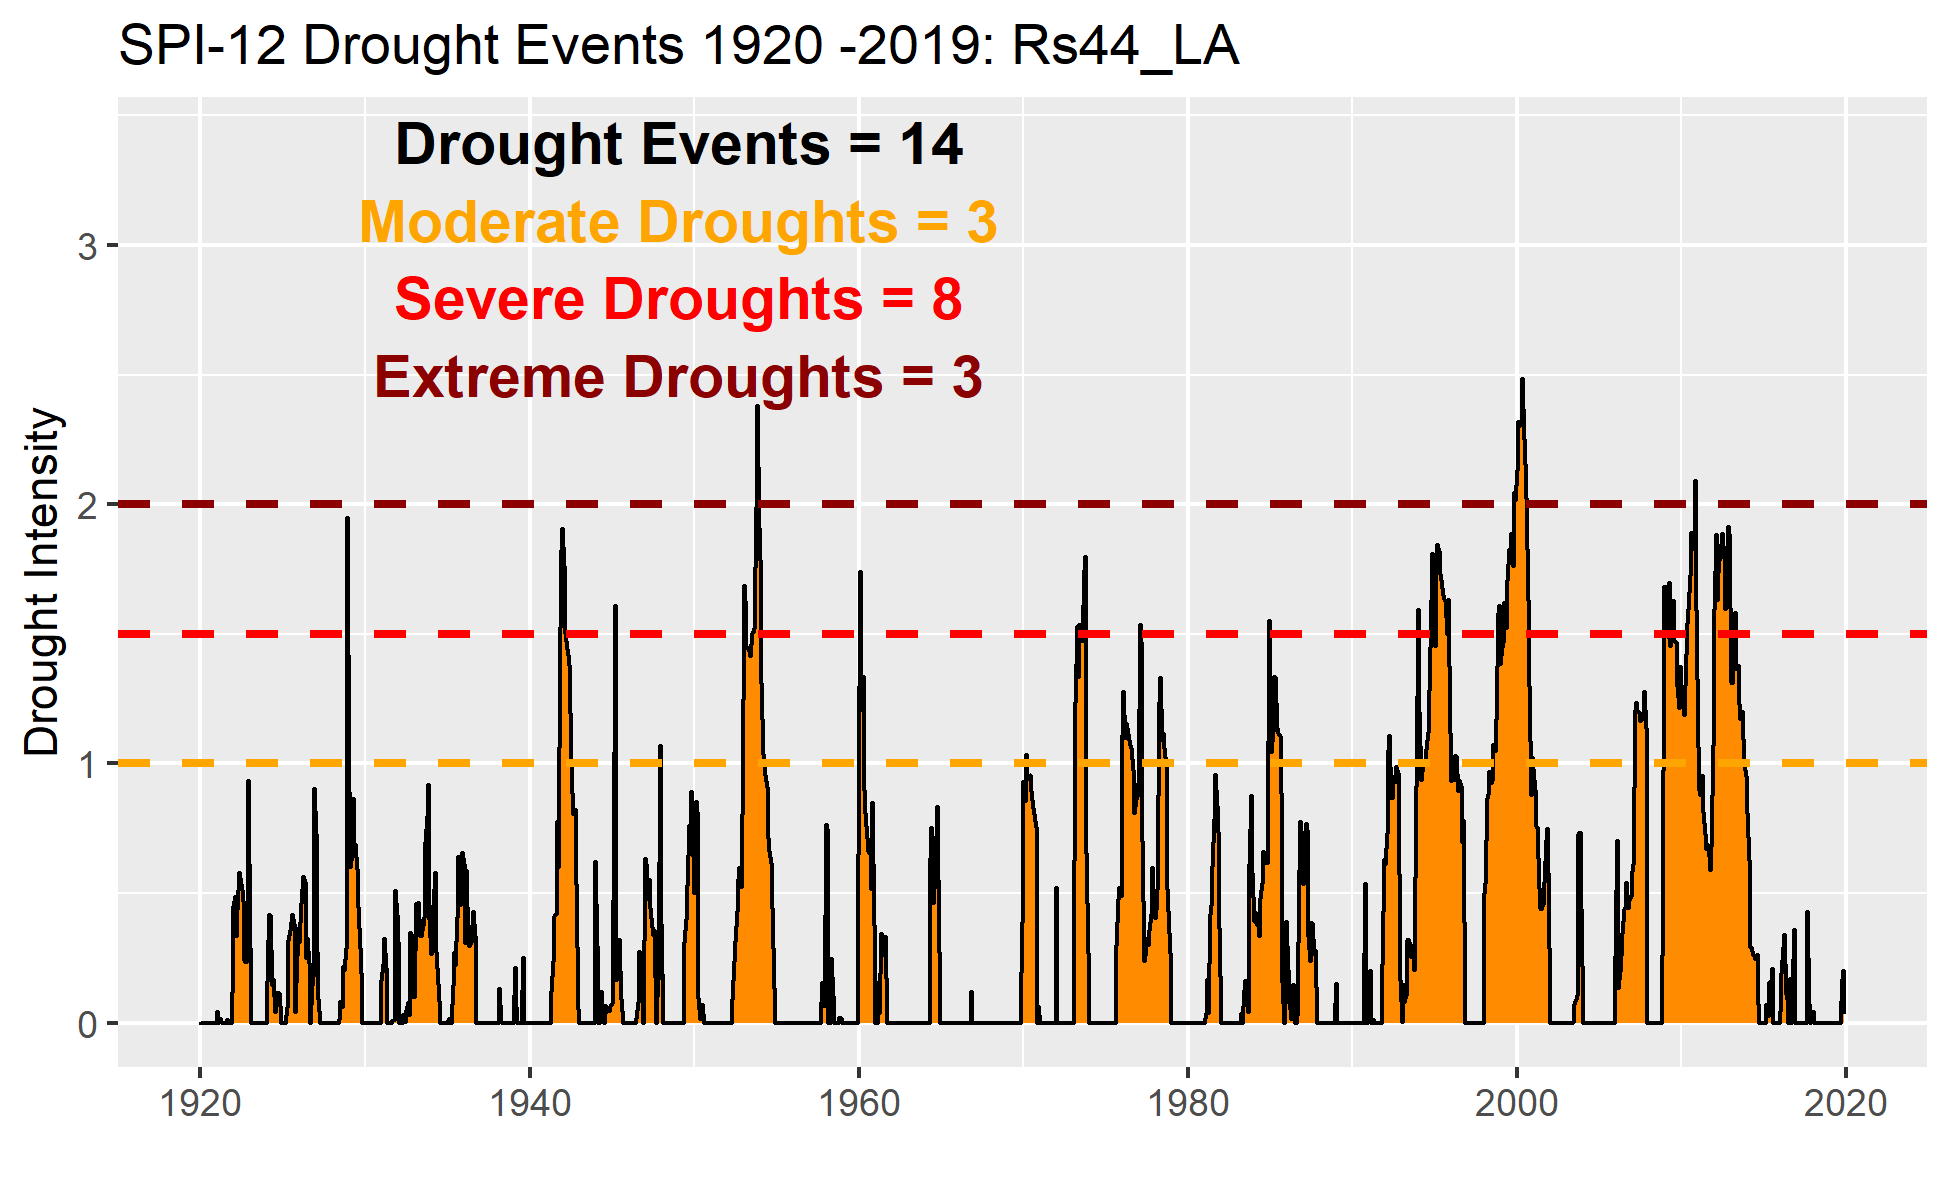 SPI-12 Drought Events 1920 -2019: Rs44_LA
Drought Events = 14
Moderate Droughts = 3
Severe Droughts = 8
Extreme Droughts = 3
Drought Intensity
3
2
1
0
1920 1940 1960 1980 2000 2020